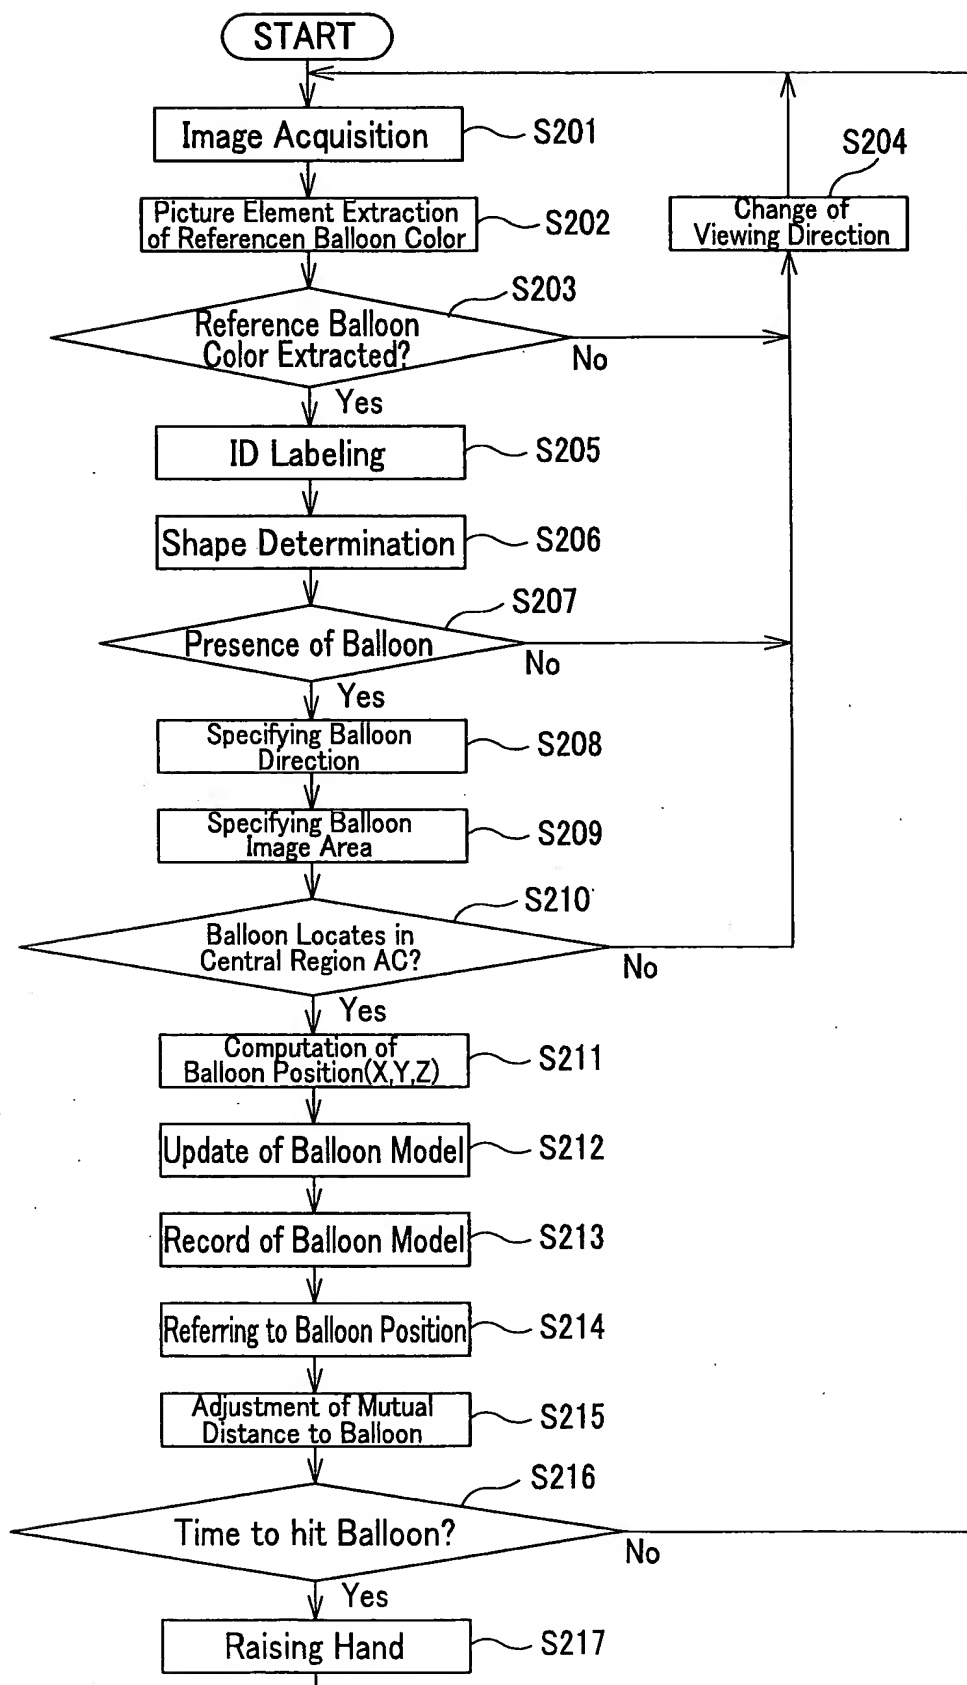 START
Image Acquisition
S201
S204
Picture Element Extraction
of Referencen Balloon Color
S202
Change of
Viewing Direction
S203
Reference Balloon
Color Extracted?
No
Yes
ID Labeling
S205
Shape Determination
S206
S207
Presence of Balloon
No
Yes
Specifying Balloon
Direction
S208
Specifying Balloon
Image Area
S209
S210
Balloon Locates in
Central Region AC?
No
Yes
Computation of
Balloon Position(X,Y,Z)
S211
Update of Balloon Model
S212
Record of Balloon Model
S213
Referring to Balloon Position
S214
Adjustment of Mutual
Distance to Balloon
S215
S216
Time to hit Balloon?
No
Yes
Raising Hand
S217